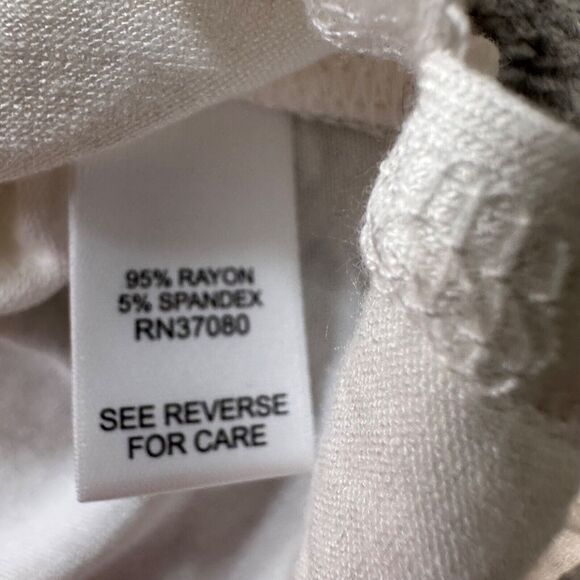 95% RAYON
5% SPANDEX
RN37080
SEE REVERSE
FOR CARE